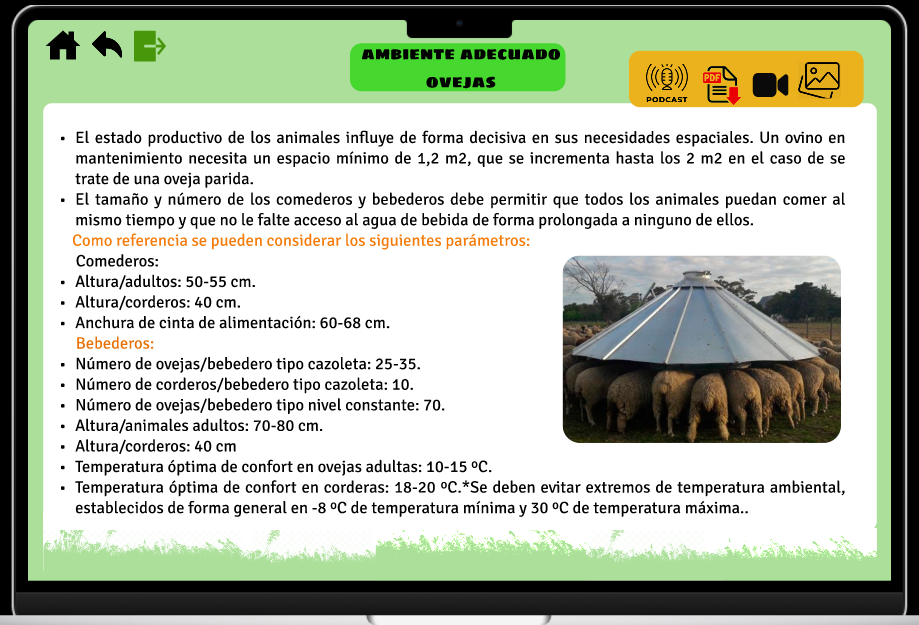 AMBIENTE ADECUADO
OVEJAS
PODCAST
PDF
• El estado productivo de los animales influye de forma decisiva en sus necesidades espaciales. Un ovino en
mantenimiento necesita un espacio mínimo de 1,2 m2, que se incrementa hasta los 2 m2 en el caso de se
trate de una oveja parida.
• El tamaño y número de los comederos y bebederos debe permitir que todos los animales puedan comer al
mismo tiempo y que no le falte acceso al agua de bebida de forma prolongada a ninguno de ellos.
Como referencia se pueden considerar los siguientes parámetros:
Comederos:
• Altura/adultos: 50-55 cm.
• Altura/corderos: 40 cm.
• Anchura de cinta de alimentación: 60-68 cm.
Bebederos:
• Número de ovejas/bebedero tipo cazoleta: 25-35.
• Número de corderos/bebedero tipo cazoleta: 10.
• Número de ovejas/bebedero tipo nivel constante: 70.
• Altura/animales adultos: 70-80 cm.
• Altura/corderos: 40 cm
• Temperatura óptima de confort en ovejas adultas: 10-15 ºC.
• Temperatura óptima de confort en corderas: 18-20 ºC.*Se deben evitar extremos de temperatura ambiental,
establecidos de forma general en -8 ºC de temperatura mínima y 30 ºC de temperatura máxima..